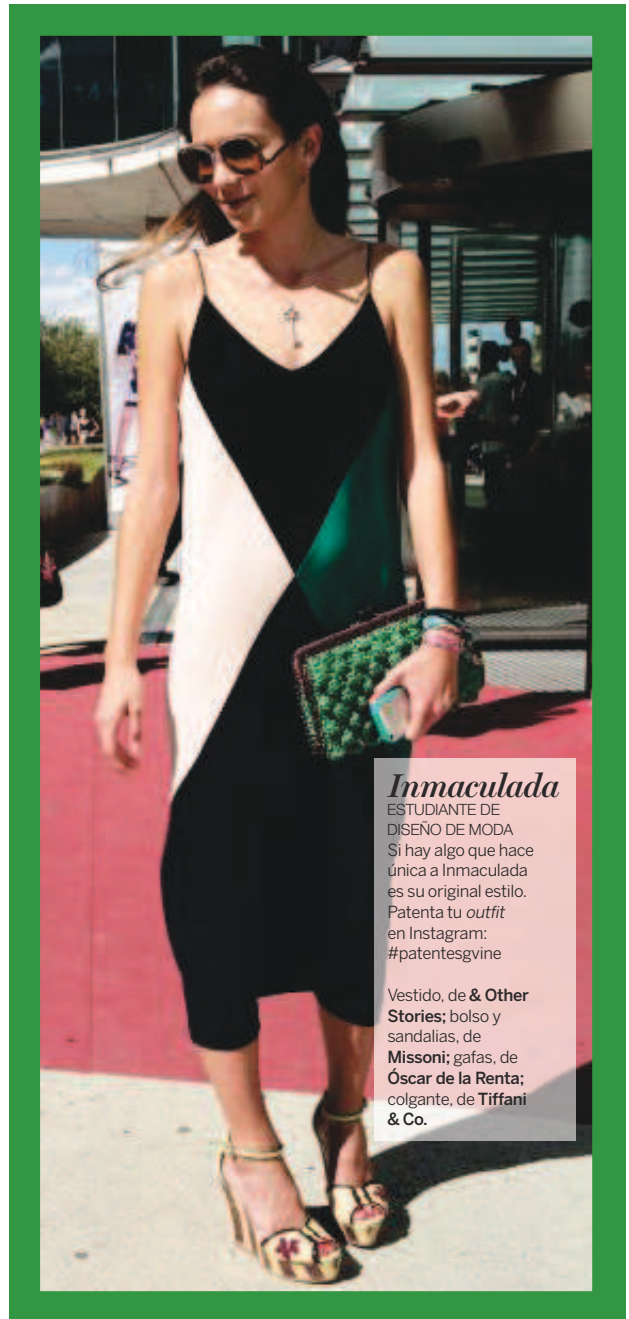 Inmaculada
ESTUDIANTE DE
DISEÑO DE MODA
Si hay algo que hace
única a Inmaculada
es su original estilo.
Patenta tu outfit
en Instagram:
#patentesgvine
Vestido, de & Other
Stories; bolso y
sandalias, de
Missoni; gafas, de
Óscar de la Renta;
colgante, de Tiffani
& Co.